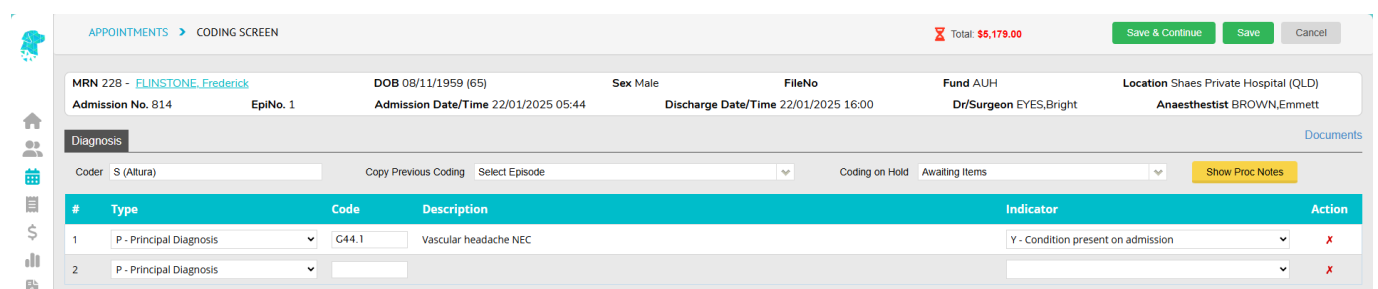 APPOINTMENTS > CODING SCREEN Total: $5,179.00 Save & Continue Save Cancel
MRN 228 - FLINSTONE, Frederick DOB 08/11/1959 (65) Sex Male FileNo Fund AUH Location Shaes Private Hospital (QLD)
Admission No. 814 EpiNo. 1 Admission Date/Time 22/01/2025 05:44 Discharge Date/Time 22/01/2025 16:00 Dr/Surgeon EYES,Bright Anaesthestist BROWN,Emmett
Diagnosis Documents
Coder S (Altura) Copy Previous Coding Select Episode Coding on Hold Awaiting Items Show Proc Notes
# Type Code Description Indicator Action
1 P - Principal Diagnosis G44.1 Vascular headache NEC Y - Condition present on admission ✗
2 P - Principal Diagnosis ✗